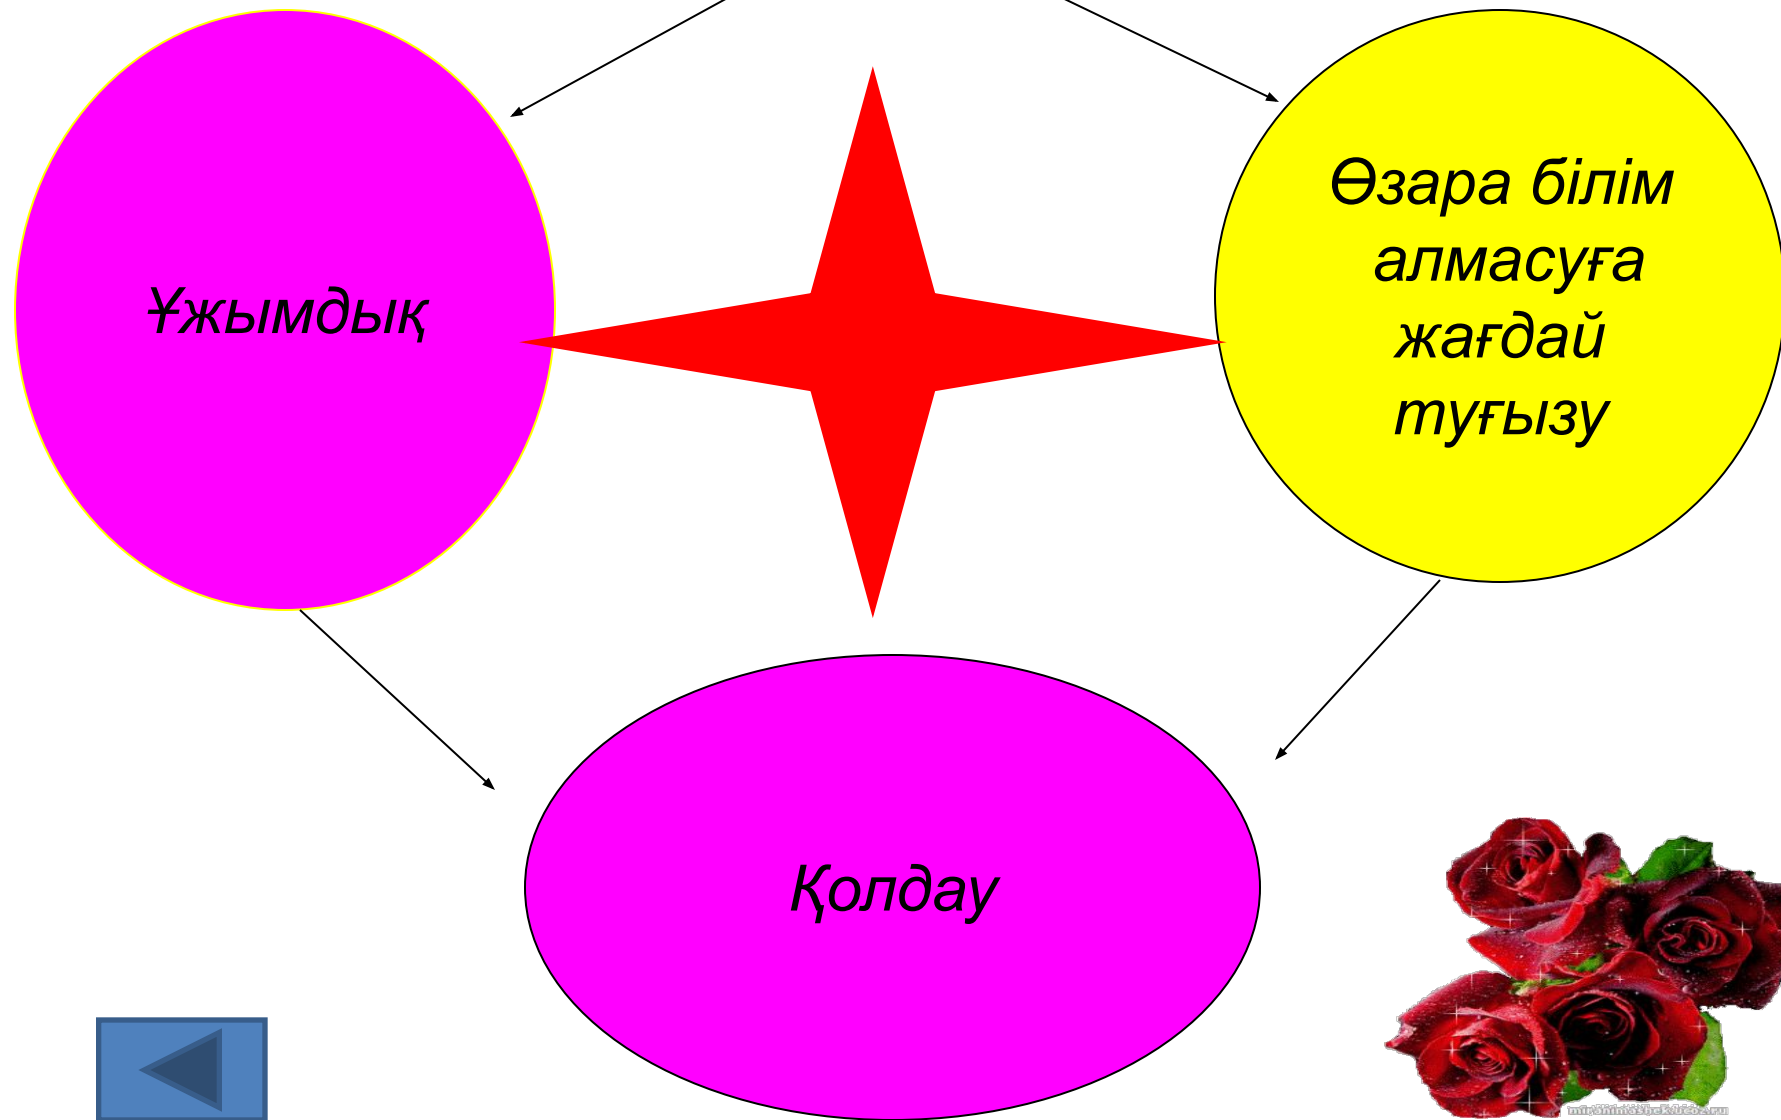 Ұжымдық
Өзара білім
алмасуға
жағдай
туғызу
Қолдау